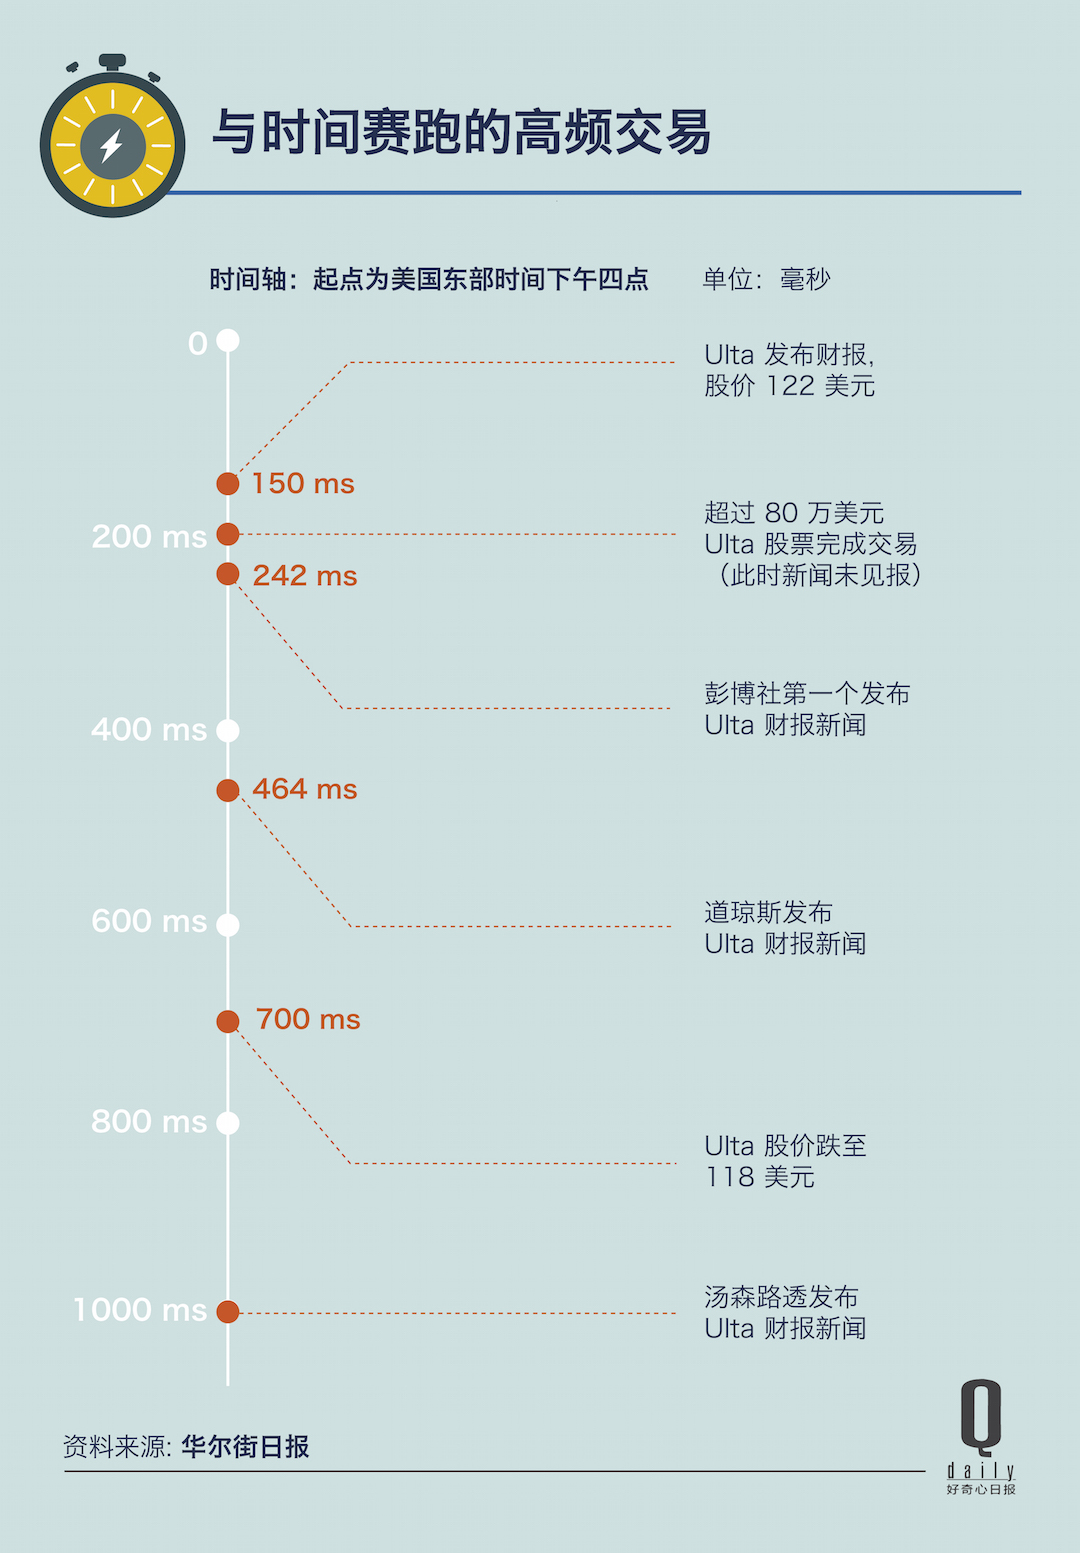 与时间赛跑的高频交易
时间轴：起点为美国东部时间下午四点 单位：毫秒
0
Ulta 发布财报,
股价 122 美元
150 ms
200 ms
超过 80 万美元
Ulta 股票完成交易
（此时新闻未见报）
242 ms
彭博社第一个发布
Ulta 财报新闻
400 ms
464 ms
道琼斯发布
Ulta 财报新闻
600 ms
700 ms
800 ms
Ulta 股价跌至
118 美元
1000 ms
汤森路透发布
Ulta 财报新闻
资料来源: 华尔街日报
Q
daily
好奇心日报